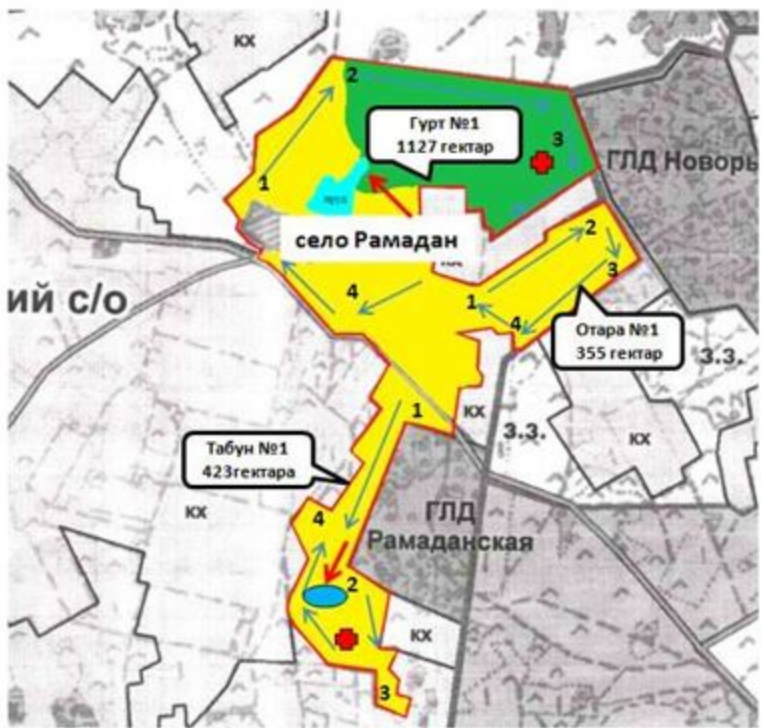 КХ
2
Гурт №1
1127 гектар
3
ГЛД Новорь
1
село Рамадан
2
КХ
3
4
1
ий с/о
4
Отара №1
355 гектар
з.з.
1
КХ
з.з.
КХ
Табун №1
423гектара
КХ
4
ГЛД
Рамаданская
2
КХ
3